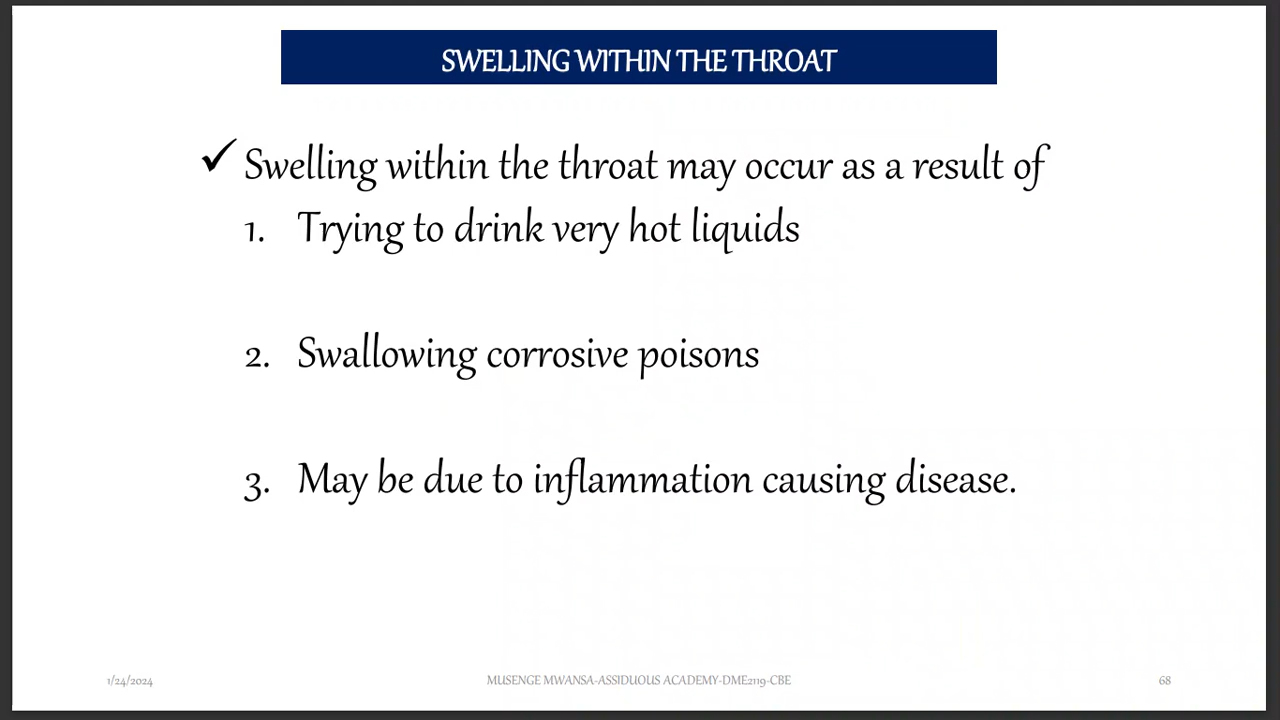 SWELLING WITHIN THE THROAT
✓ Swelling within the throat may occur as a result of
1. Trying to drink very hot liquids
2. Swallowing corrosive poisons
3. May be due to inflammation causing disease.
1/24/2024 MUSENGE MWANSA-ASSIDUOUS ACADEMY-DME2119-CBE 68